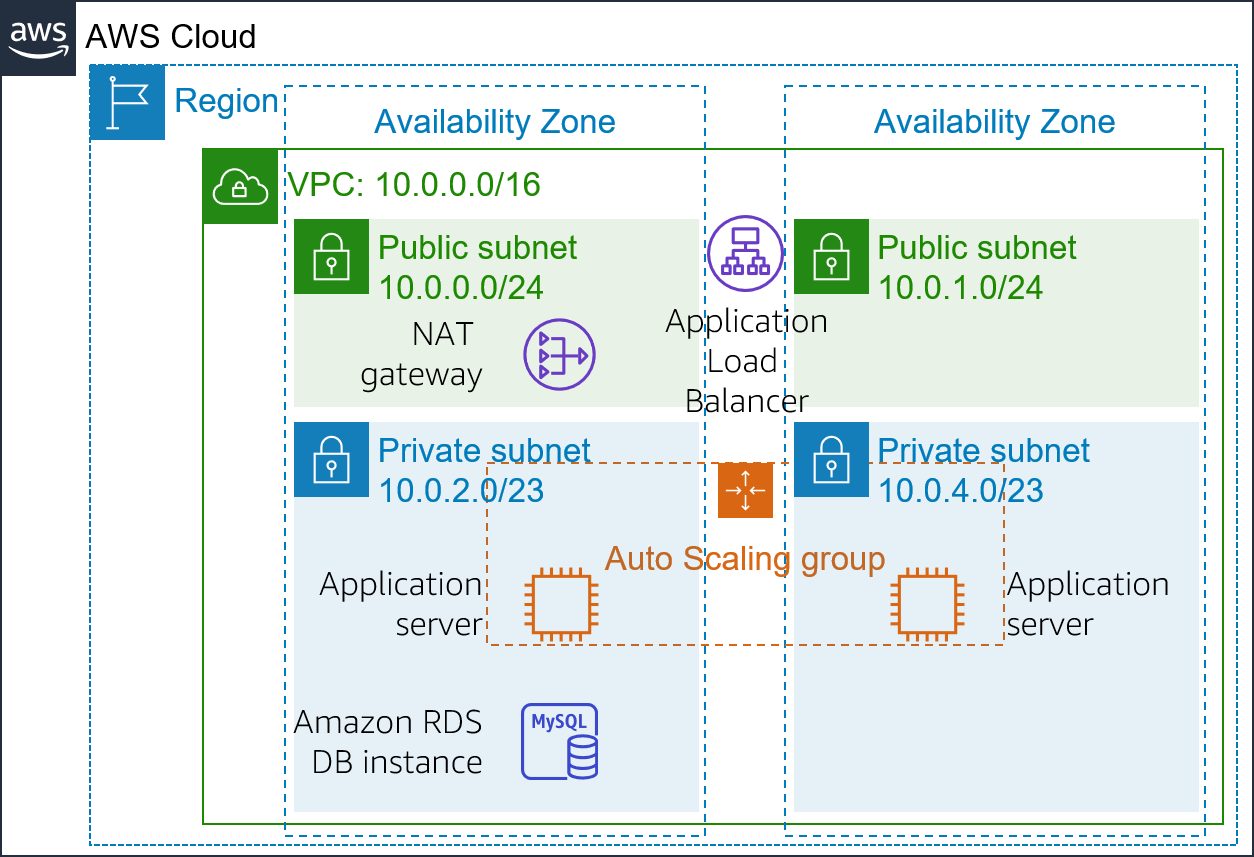 aws
AWS Cloud
Region
Availability Zone
Availability Zone
VPC: 10.0.0.0/16
Public subnet
10.0.0.0/24
NAT
gateway
Application
Load
Balancer
Public subnet
10.0.1.0/24
Private subnet
10.0.2.0/23
Private subnet
10.0.4.0/23
Auto Scaling group
Application
server
Application
server
Amazon RDS
DB instance
MySQL